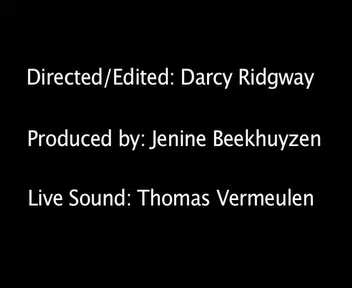 Directed/Edited: Darcy Ridgway
Produced by: Jenine Beekhuyzen
Live Sound: Thomas Vermeulen